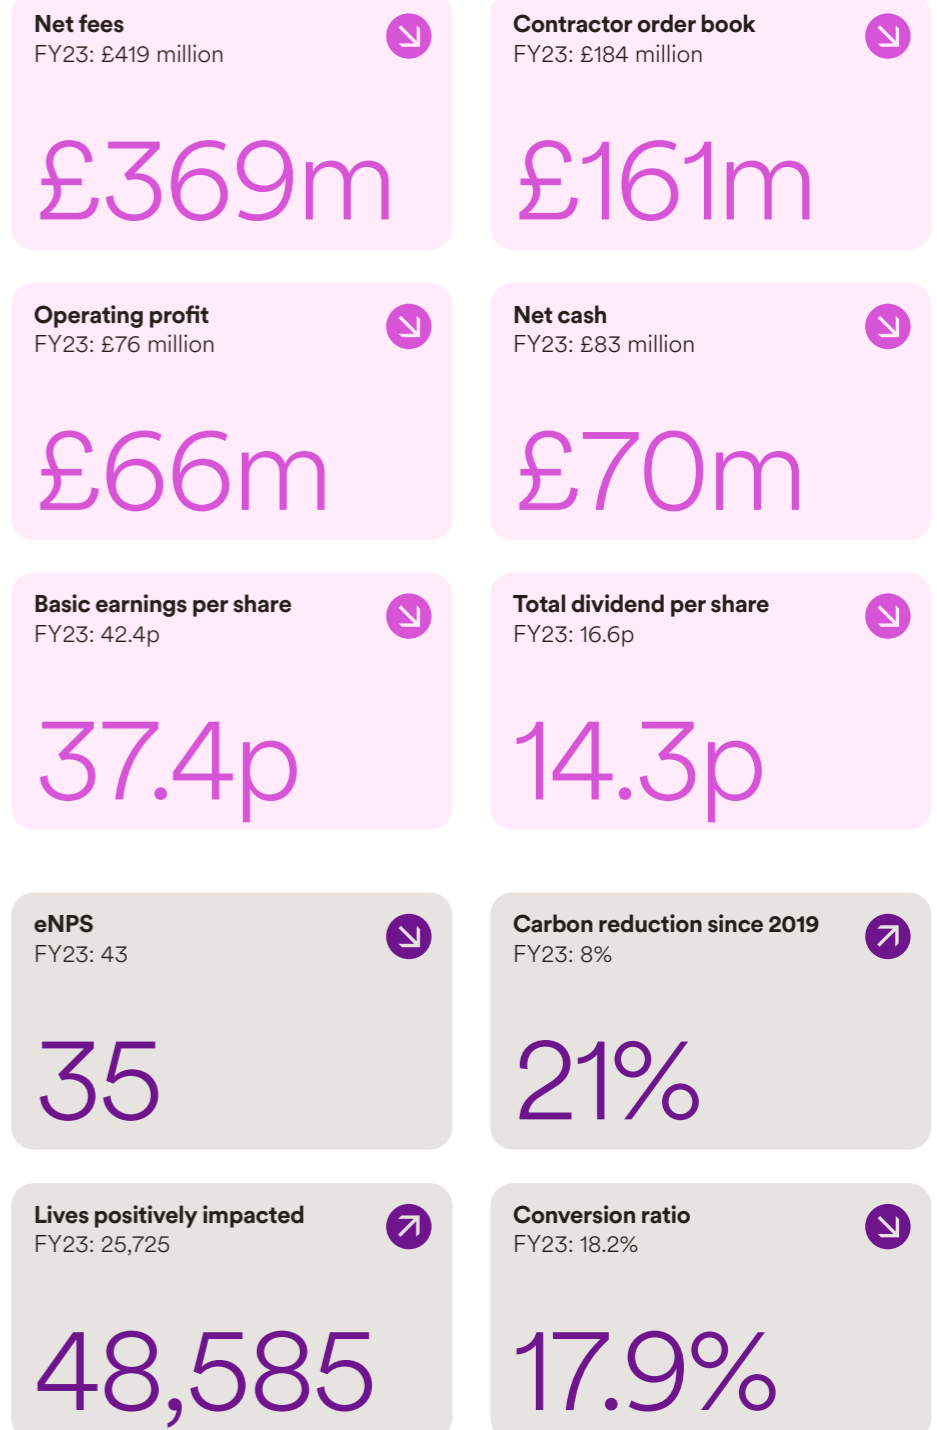 Net fees
FY23: £419 million
£369m
Contractor order book
FY23: £184 million
£161m
Operating profit
FY23: £76 million
£66m
Net cash
FY23: £83 million
£70m
Basic earnings per share
FY23: 42.4p
37.4p
Total dividend per share
FY23: 16.6p
14.3p
eNPS
FY23: 43
35
Carbon reduction since 2019
FY23: 8%
21%
Lives positively impacted
FY23: 25,725
48,585
Conversion ratio
FY23: 18.2%
17.9%